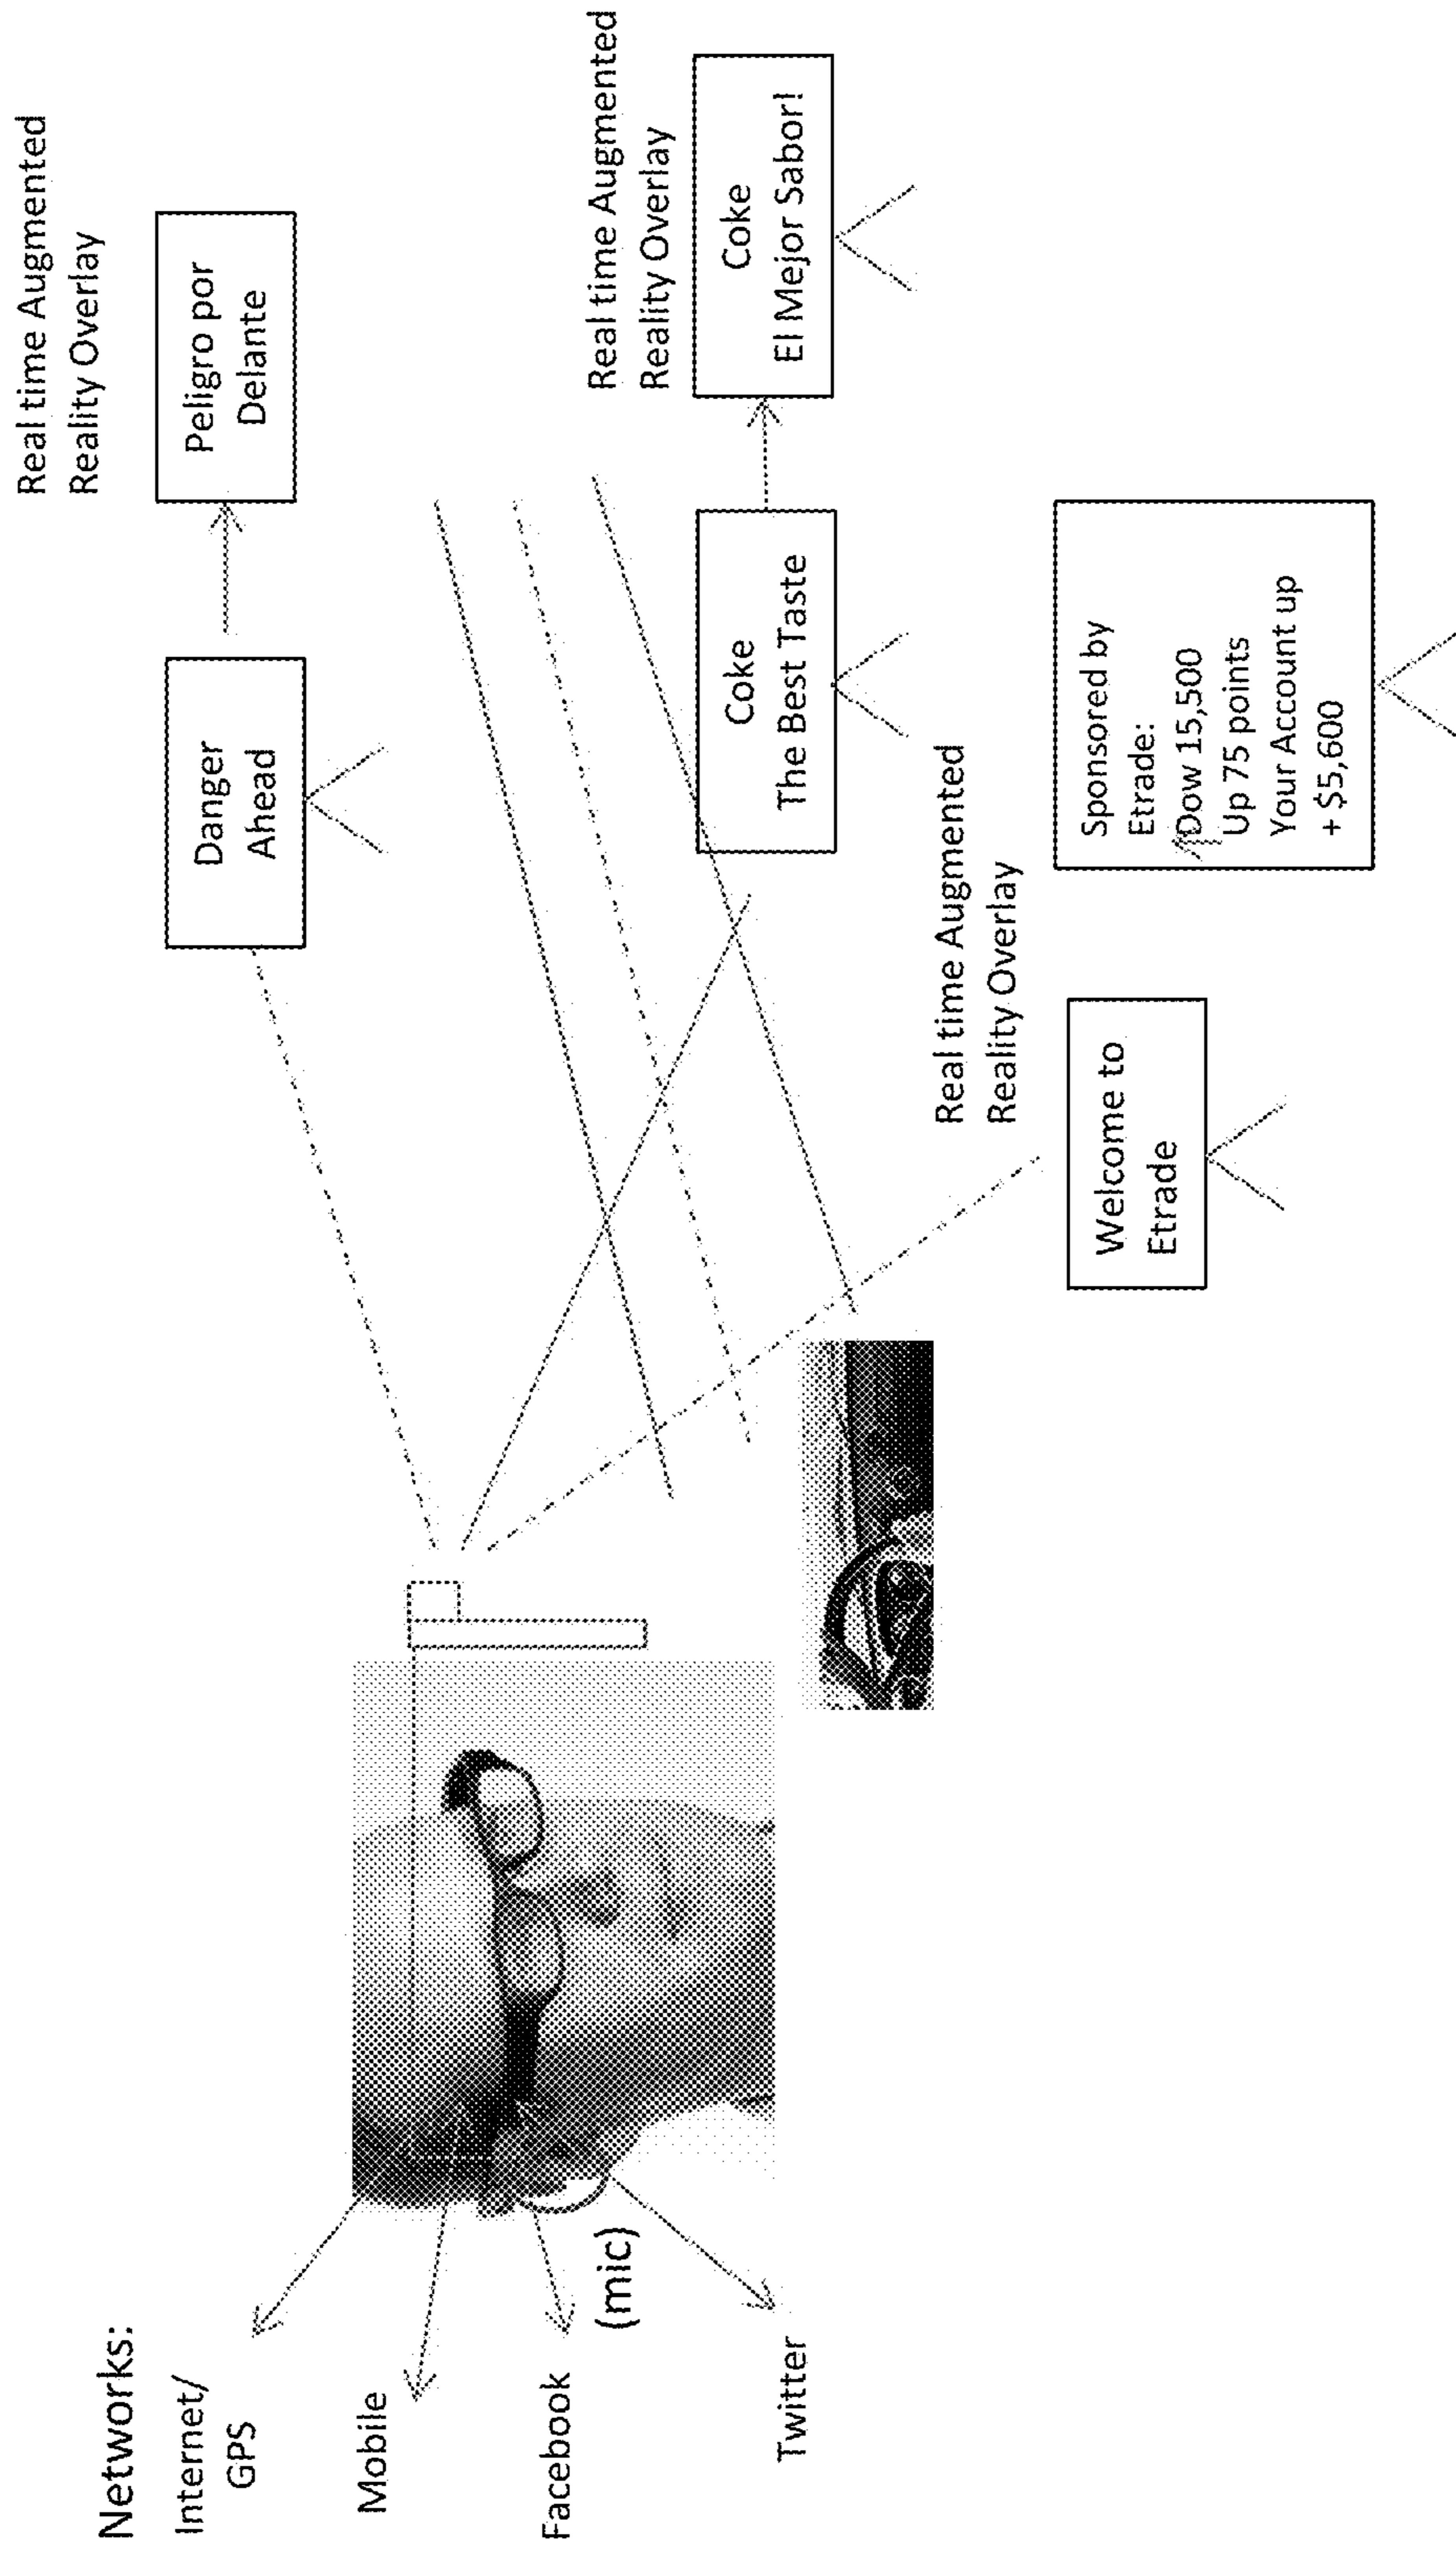 Networks:
Internet/
GPS
Mobile
Facebook
(mic)
Twitter
Danger
Ahead
Real time Augmented
Reality Overlay
Peligro por
Delante
Coke
The Best Taste
Real time Augmented
Reality Overlay
Coke
El Mejor Sabor!
Welcome to
Etrade
Real time Augmented
Reality Overlay
Sponsored by
Etrade:
Dow 15,500
Up 75 points
Your Account up
+ $5,600